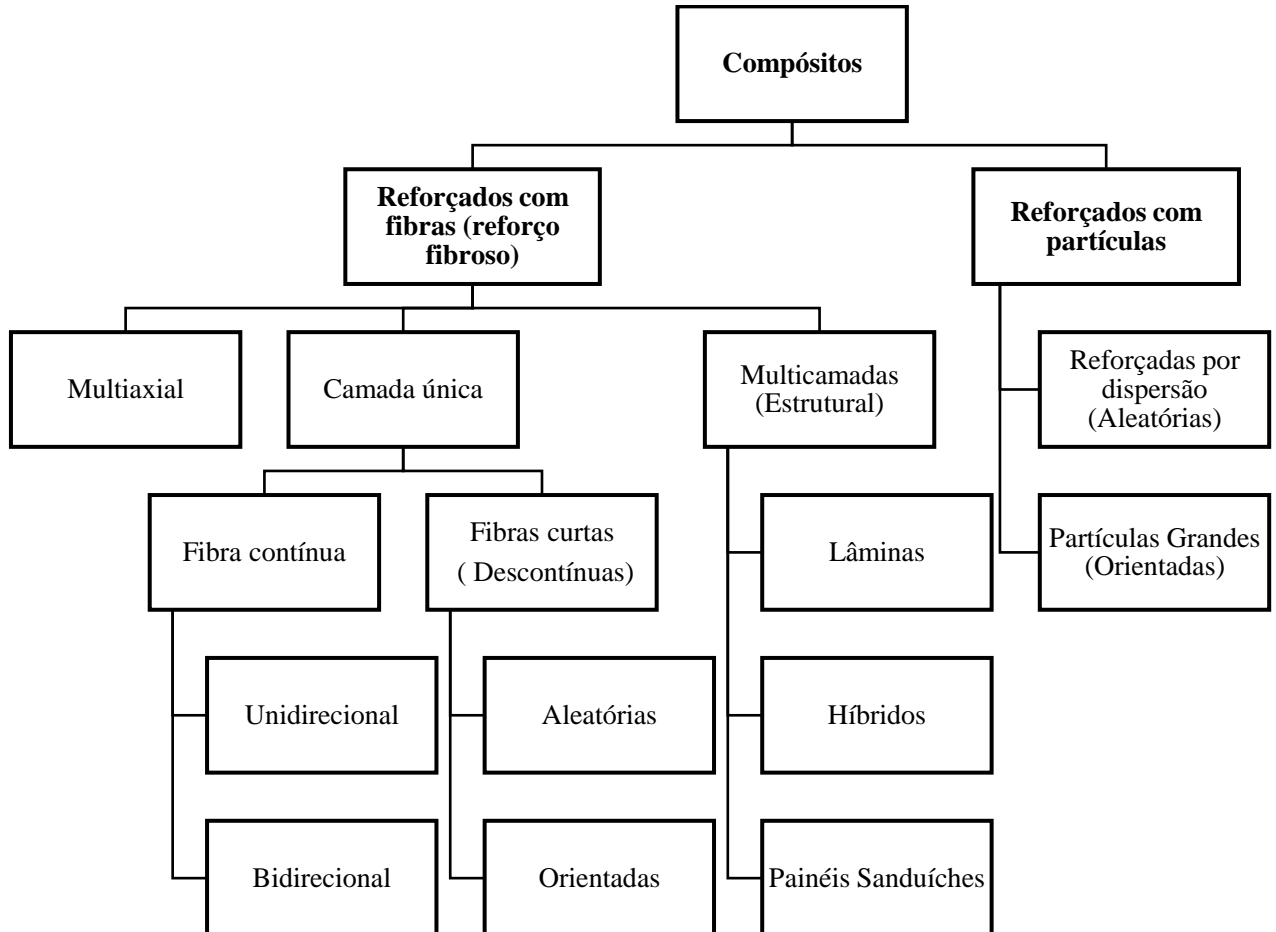 Compósitos
Reforçados com
fibras (reforço
fibroso)
Reforçados com
partículas
Multiaxial
Camada única
Multicamadas
(Estrutural)
Reforçadas por
dispersão
(Aleatórias)
Fibra contínua
Fibras curtas
( Descontínuas)
Lâminas
Partículas Grandes
(Orientadas)
Unidirecional
Aleatórias
Híbridos
Bidirecional
Orientadas
Painéis Sanduíches